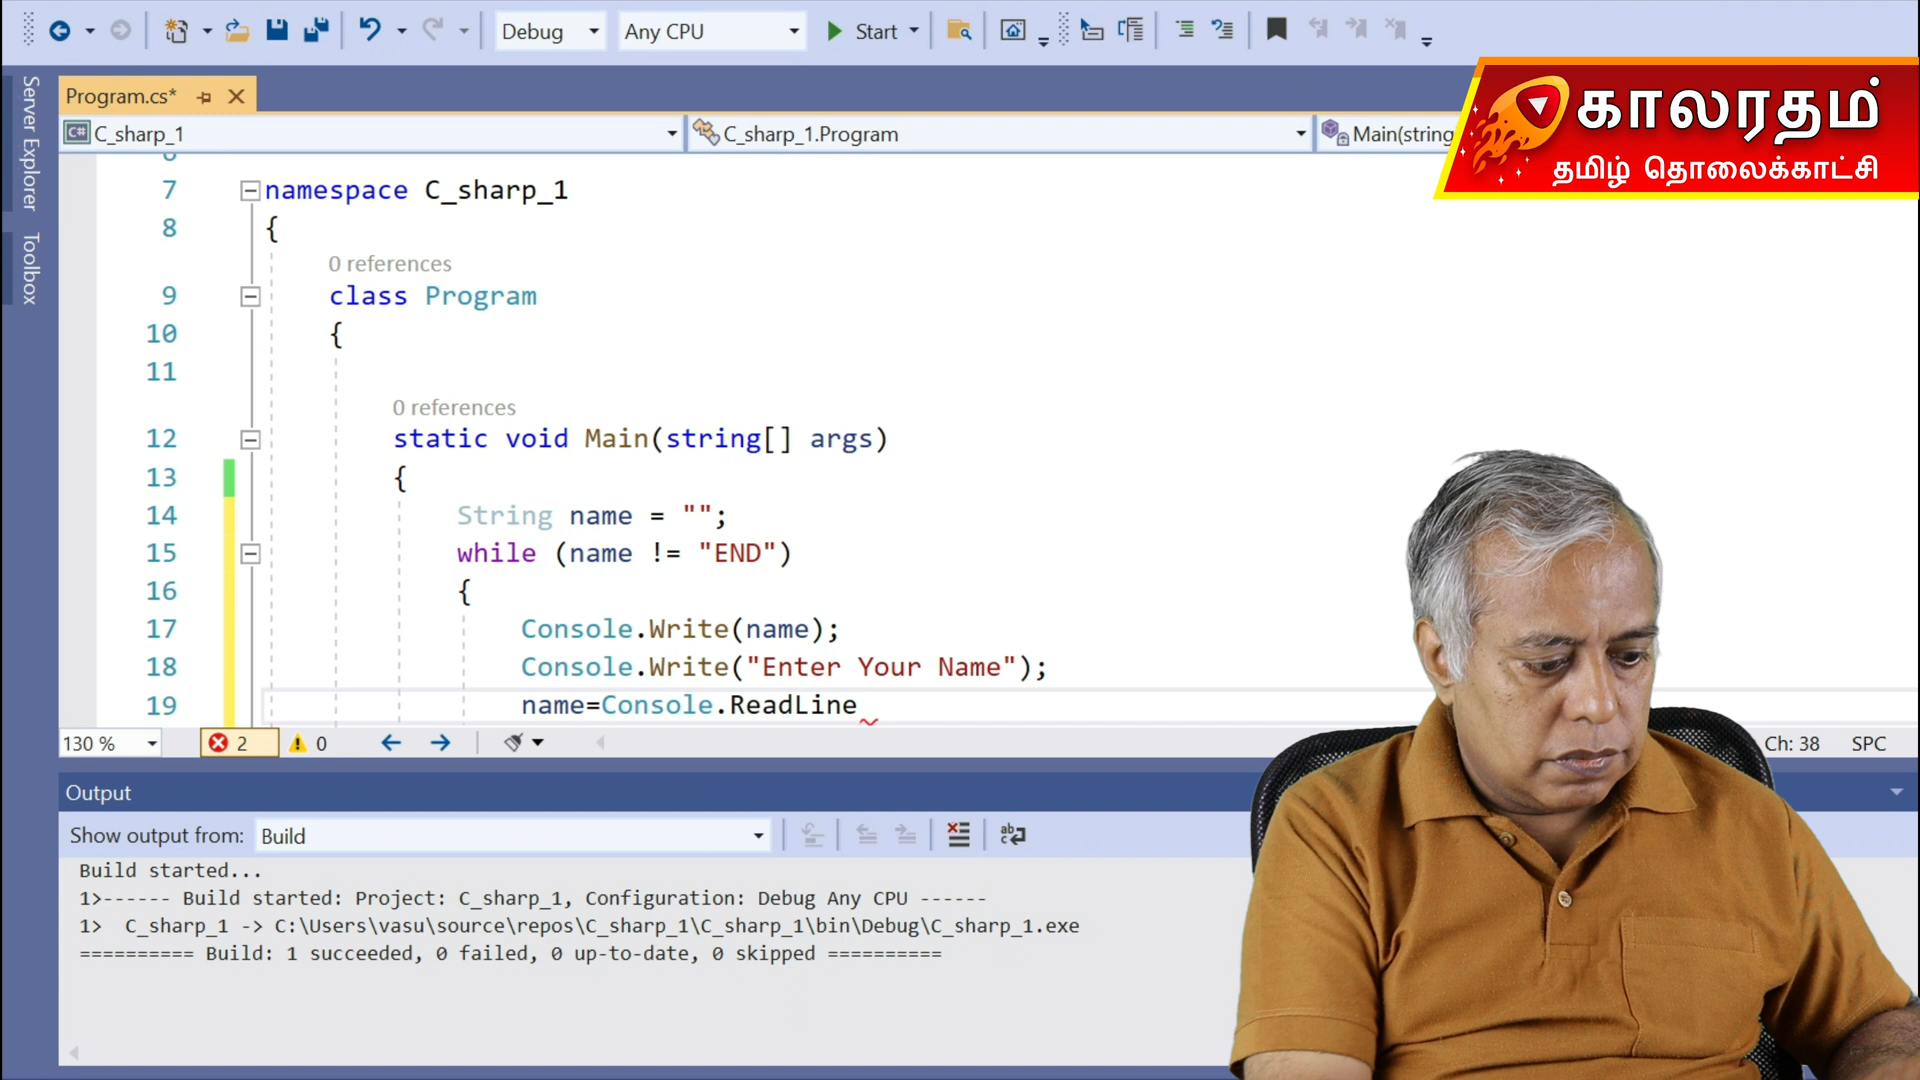 Debug
Any CPU
Start
Server Explorer
Toolbox
Program.cs*
C# C_sharp_1
C_sharp_1.Program
Main(string
காலரதம்
தமிழ் தொலைக்காட்சி
7 namespace C_sharp_1
8 {
0 references
9 class Program
10 {
11
0 references
12 static void Main(string[] args)
13 {
14 String name = "";
15 while (name != "END")
16 {
17 Console.Write(name);
18 Console.Write("Enter Your Name");
19 name=Console.ReadLine
130 %
2
0
Ch: 38
SPC
Output
Show output from: Build
Build started...
1>------ Build started: Project: C_sharp_1, Configuration: Debug Any CPU ------
1>  C_sharp_1 -> C:\Users\vasu\source\repos\C_sharp_1\C_sharp_1\bin\Debug\C_sharp_1.exe
========== Build: 1 succeeded, 0 failed, 0 up-to-date, 0 skipped ==========